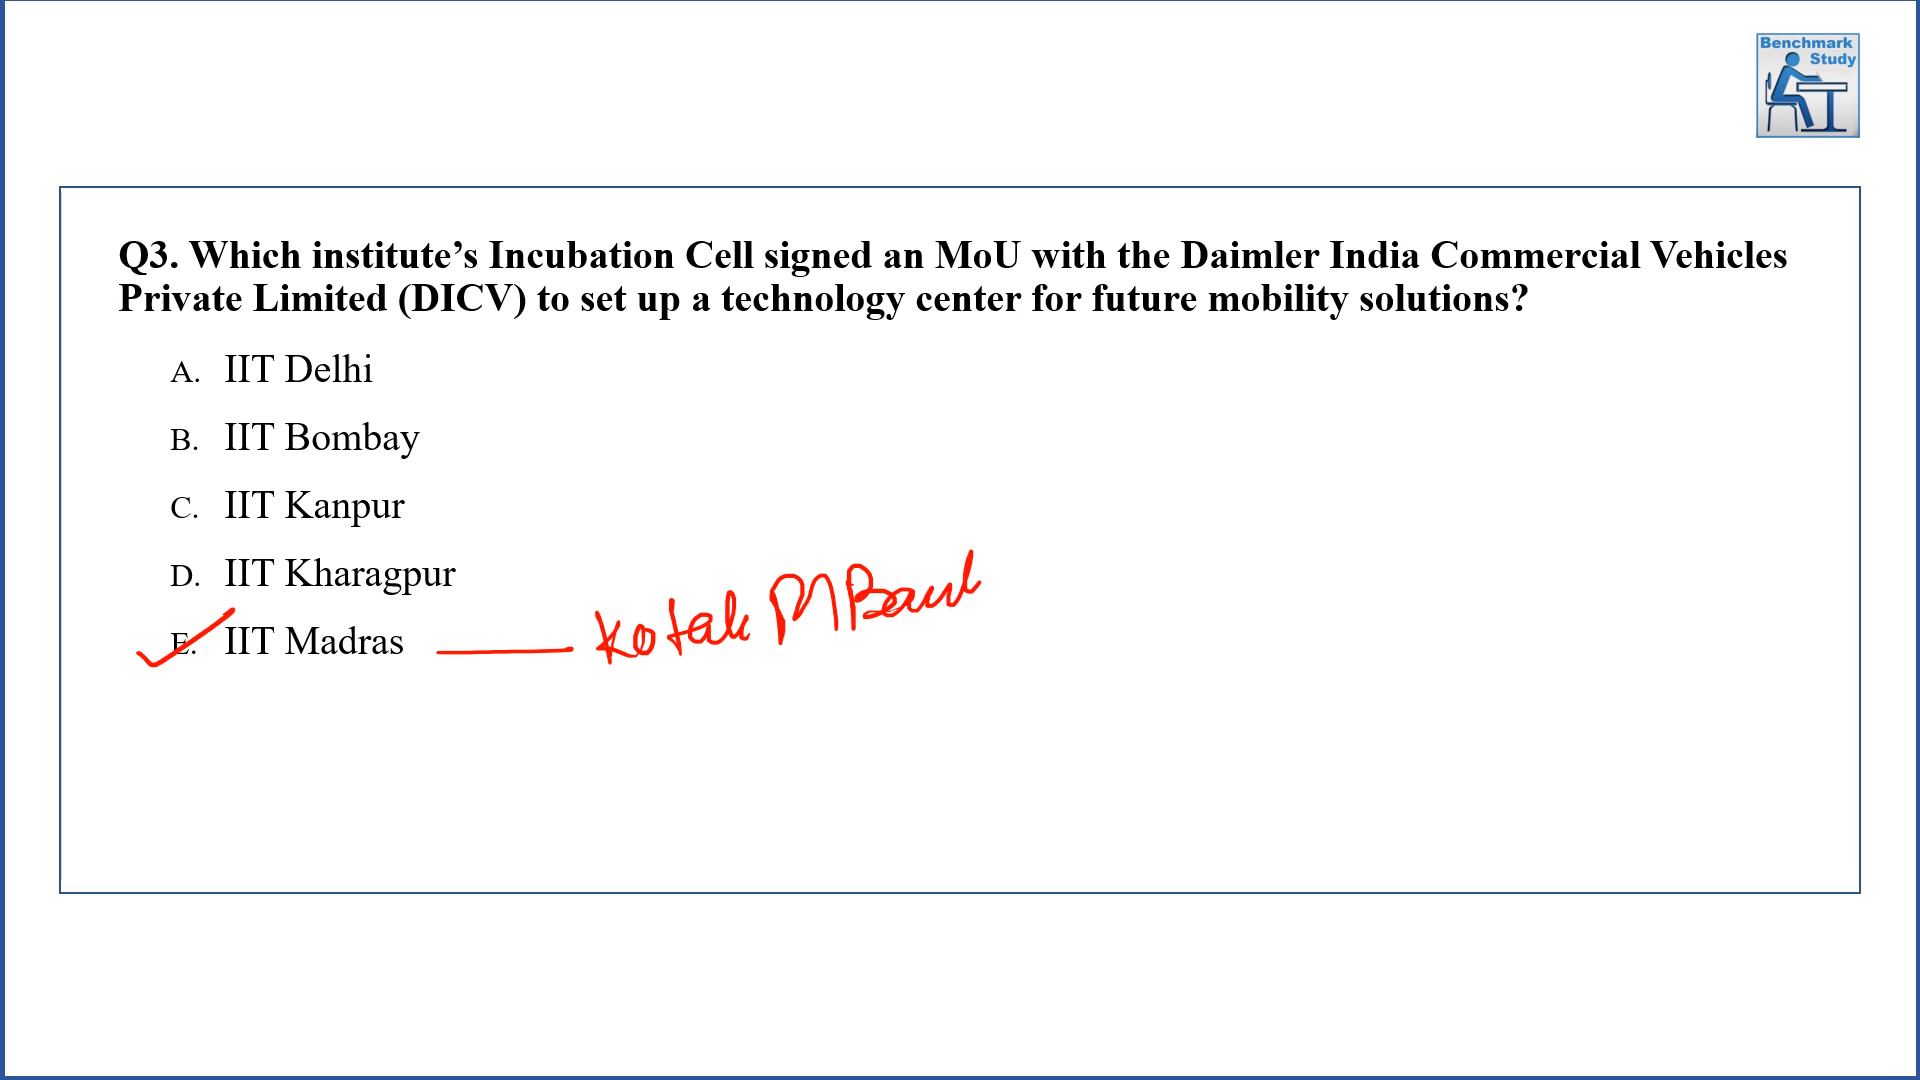 Benchmark
Study
Q3. Which institute’s Incubation Cell signed an MoU with the Daimler India Commercial Vehicles
Private Limited (DICV) to set up a technology center for future mobility solutions?
A. IIT Delhi
B. IIT Bombay
C. IIT Kanpur
D. IIT Kharagpur
E. IIT Madras Kotak M Bank